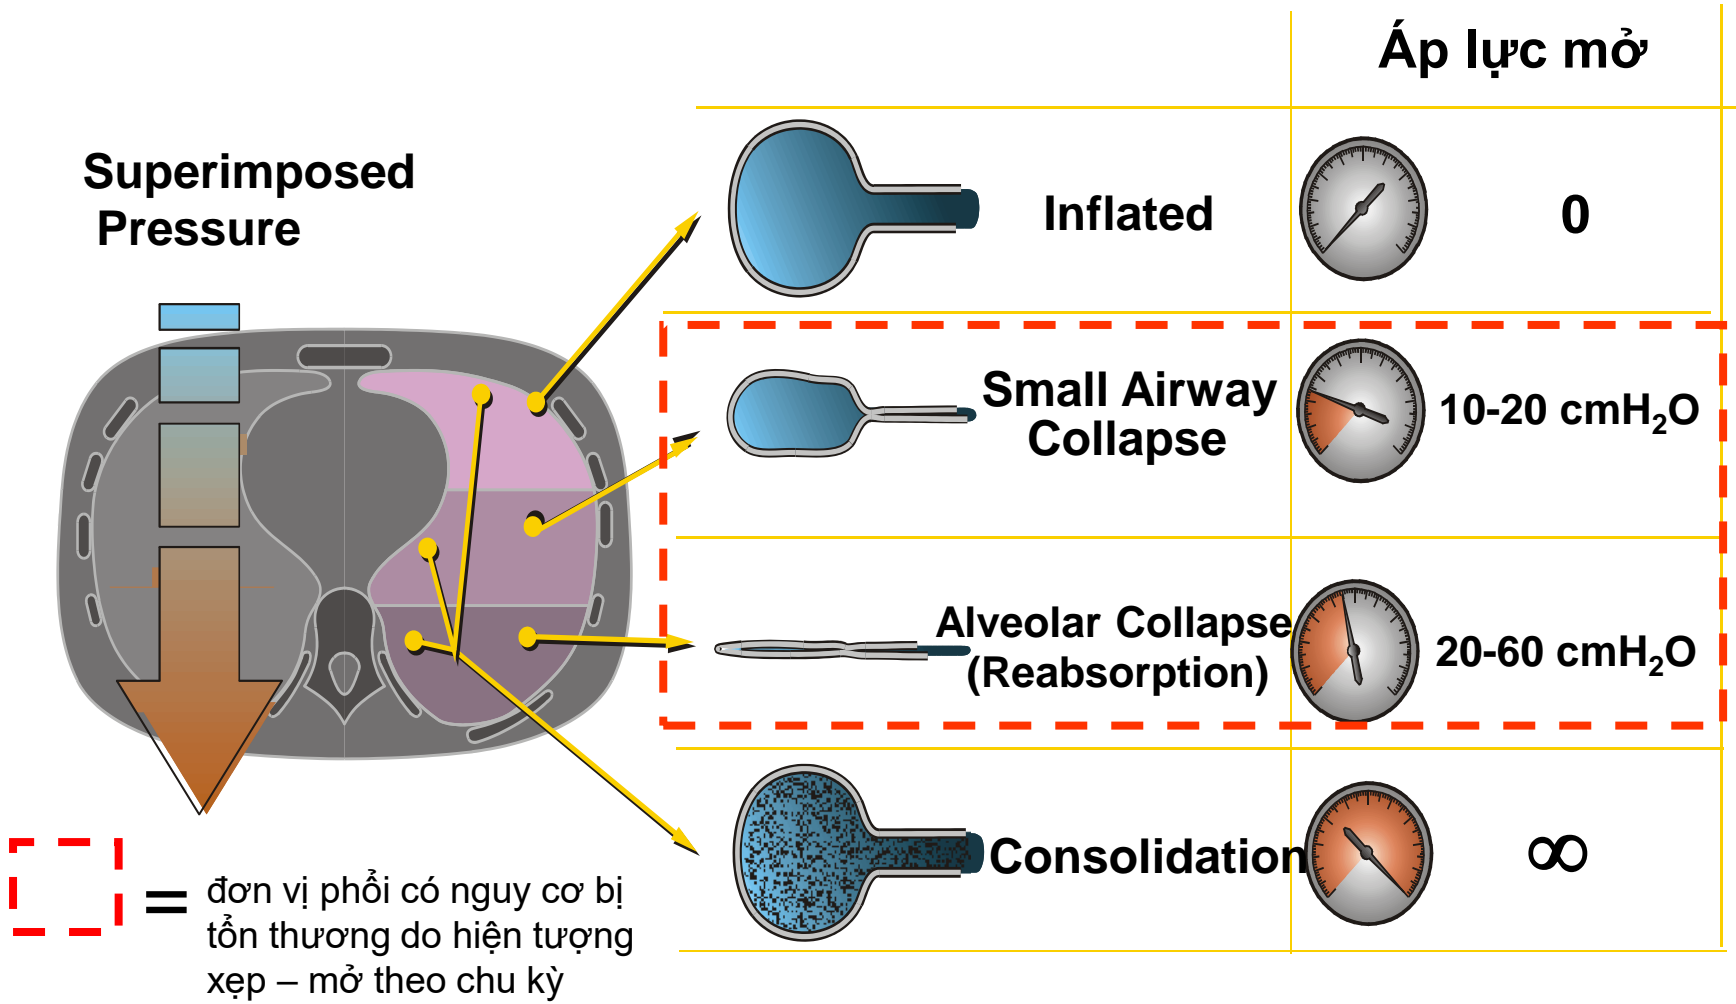 Áp lực mở
Superimposed
Pressure
Inflated
0
Small Airway
Collapse
10-20 cmH₂O
Alveolar Collapse
(Reabsorption)
20-60 cmH₂O
Consolidation
∞
= đơn vị phổi có nguy cơ bị
tổn thương do hiện tượng
xẹp – mở theo chu kỳ